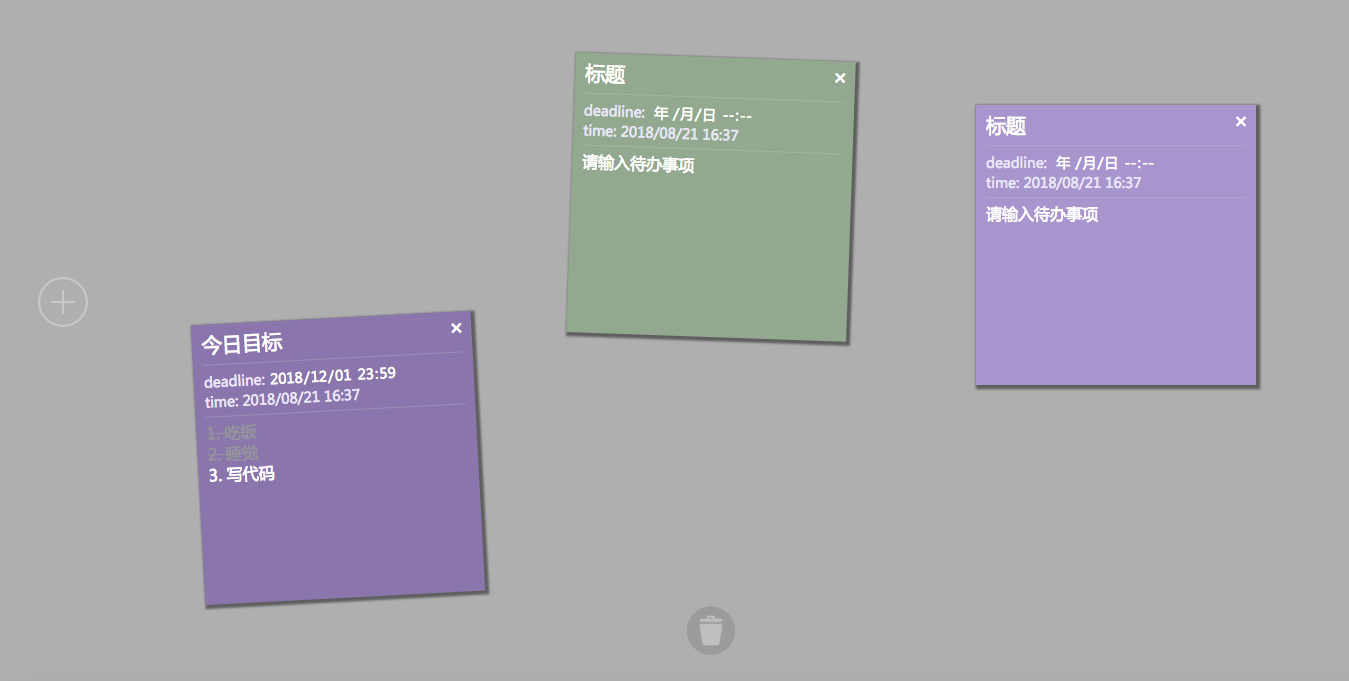 标题 ×
deadline: 年 /月/日 --:--
time: 2018/08/21 16:37
请输入待办事项
标题 ×
deadline: 年 /月/日 --:--
time: 2018/08/21 16:37
请输入待办事项
今日目标 ×
deadline: 2018/12/01 23:59
time: 2018/08/21 16:37
1. 吃饭
2. 睡觉
3. 写代码